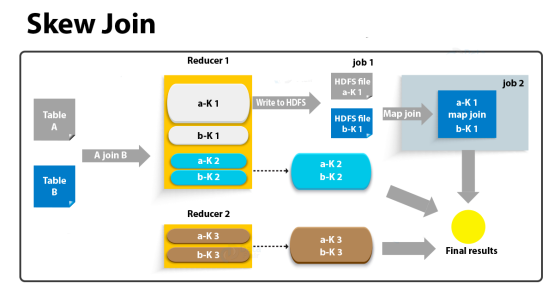 Skew Join
Reducer 1
job 1
job 2
Table
A
Table
B
A join B
a-K 1
b-K 1
a-K 2
b-K 2
Write to HDFS
HDFS file
a-K 1
HDFS file
b-K 1
Map join
a-K 1
map join
b-K 1
a-K 2
b-K 2
Reducer 2
a-K 3
b-K 3
a-K 3
b-K 3
Final results